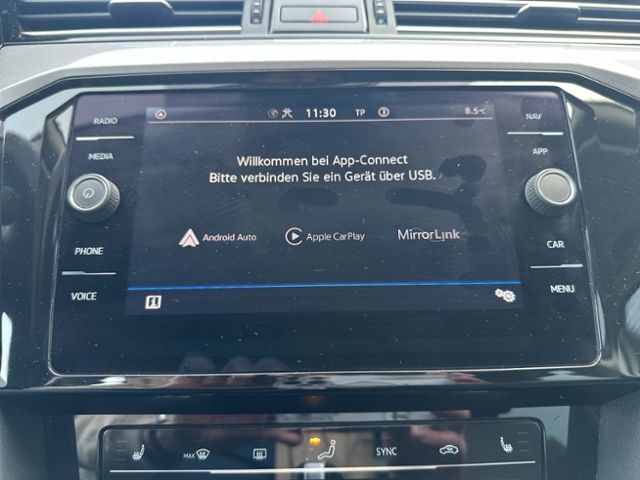 RADIO
MEDIA
PHONE
VOICE
11:30 TP 8.5°C
Willkommen bei App-Connect
Bitte verbinden Sie ein Gerät über USB.
Android Auto Apple CarPlay MirrorLink
NAV
APP
CAR
MENU
MAX SYNC